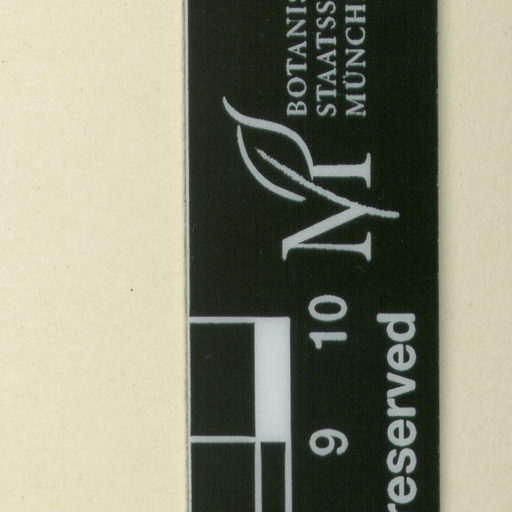 BOTANIS
STAATSS
MÜNCH
M
9 10
reserved